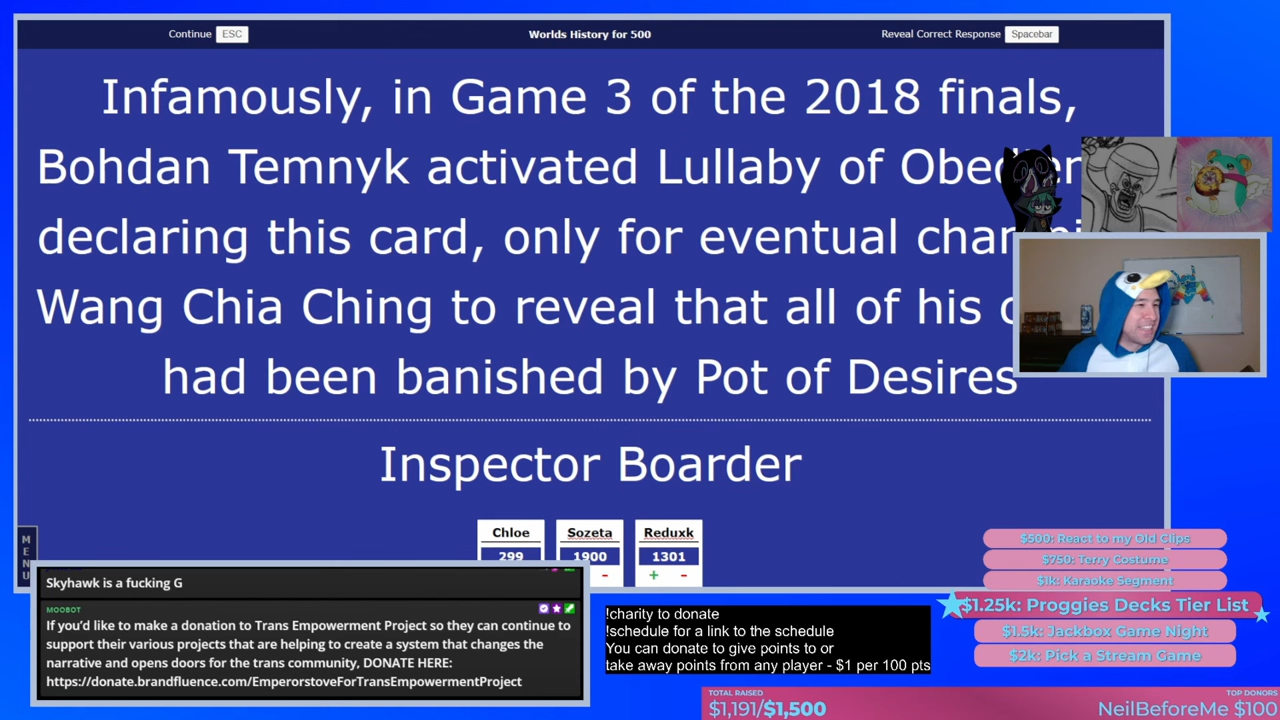 Continue ESC
Worlds History for 500
Reveal Correct Response Spacebar
Infamously, in Game 3 of the 2018 finals,
Bohdan Temnyk activated Lullaby of
declaring this card, only for eventual
Wang Chia Ching to reveal that all of his
had been banished by Pot of Desires
Inspector Boarder
MENU
Chloe
299
Sozeta
1900
-
Reduxk
1301
+ -
Skyhawk is a fucking G
MOOBOT
If you'd like to make a donation to Trans Empowerment Project so they can continue to
support their various projects that are helping to create a system that changes the
narrative and opens doors for the trans community, DONATE HERE:
https://donate.brandfluence.com/EmperorstoveForTransEmpowermentProject
!charity to donate
!schedule for a link to the schedule
You can donate to give points to or
take away points from any player - $1 per 100 pts
$500: React to my Old Clips
$750: Terry Costume
$1k: Karaoke Segment
$1.25k: Proggies Decks Tier List
$1.5k: Jackbox Game Night
$2k: Pick a Stream Game
TOTAL RAISED
$1,191/$1,500
TOP DONORS
NeilBeforeMe $100